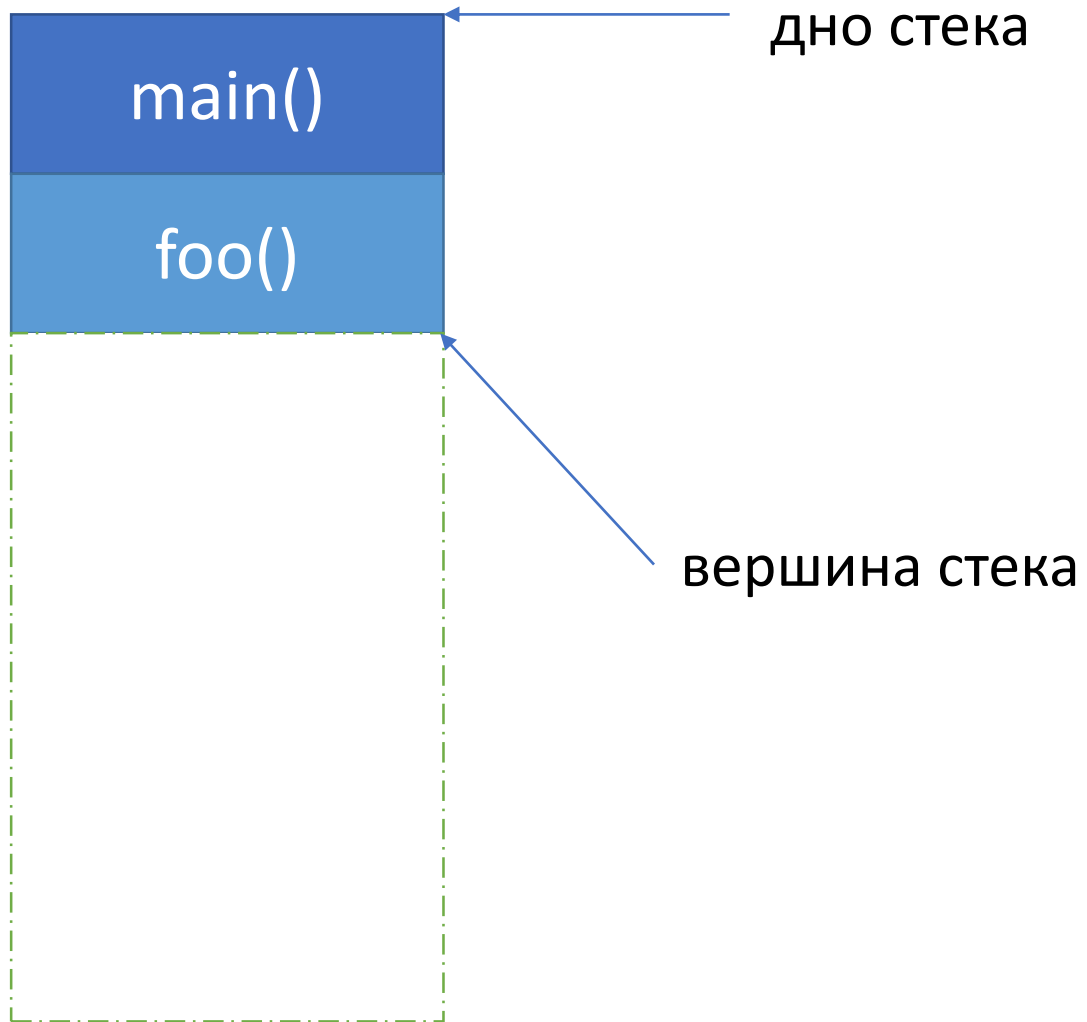 дно стека
main()
foo()
вершина стека